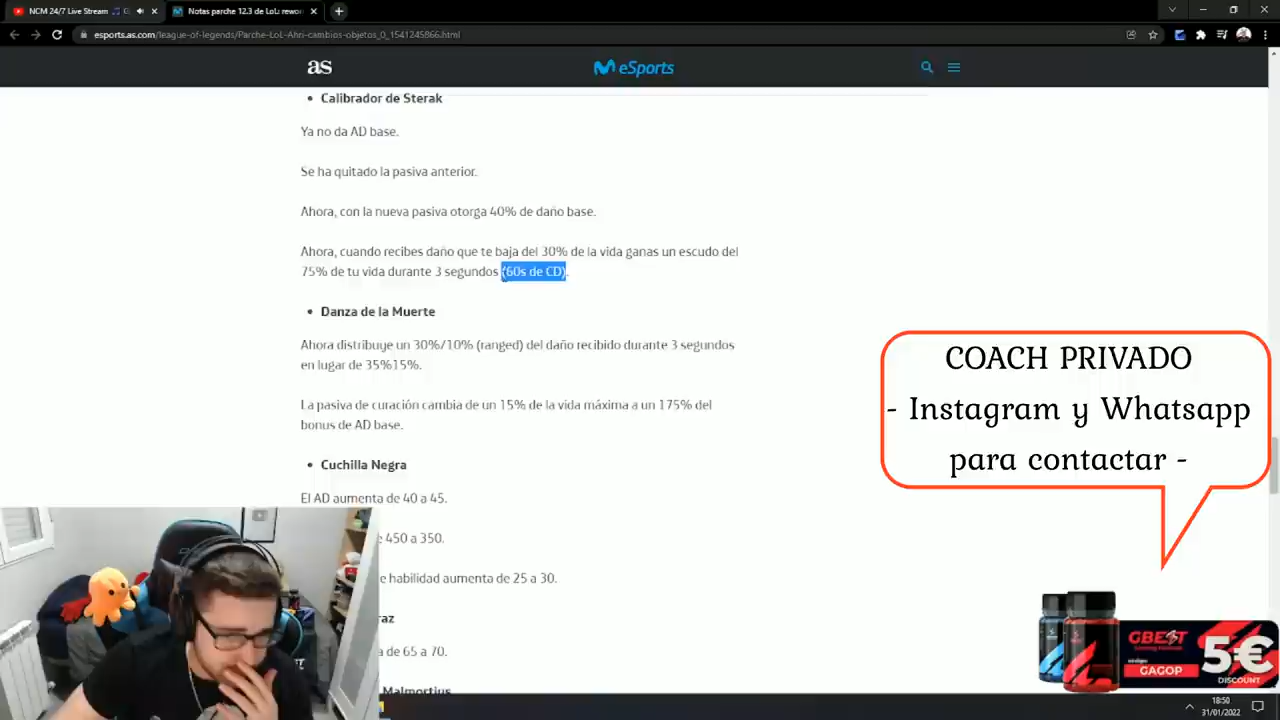 NCM 24/7 Live Stream
Notas parche 12.3 de LoL: rewor
esports.as.com/league-of-legends/Parche-LoL-Ahri-cambios-objetos_0_1541245866.html
as
eSports
• Calibrador de Sterak
Ya no da AD base.
Se ha quitado la pasiva anterior.
Ahora, con la nueva pasiva otorga 40% de daño base.
Ahora, cuando recibes daño que te baja del 30% de la vida ganas un escudo del
75% de tu vida durante 3 segundos (60s de CD).
• Danza de la Muerte
Ahora distribuye un 30%/10% (ranged) del daño recibido durante 3 segundos
en lugar de 35%15%.
La pasiva de curación cambia de un 15% de la vida máxima a un 175% del
bonus de AD base.
• Cuchilla Negra
El AD aumenta de 40 a 45.
e 450 a 350.
e habilidad aumenta de 25 a 30.
raz
a de 65 a 70.
Malmortius
COACH PRIVADO
- Instagram y Whatsapp
para contactar -
GBEST
GAGOP
5€
DISCOUNT
18:50
31/01/2022